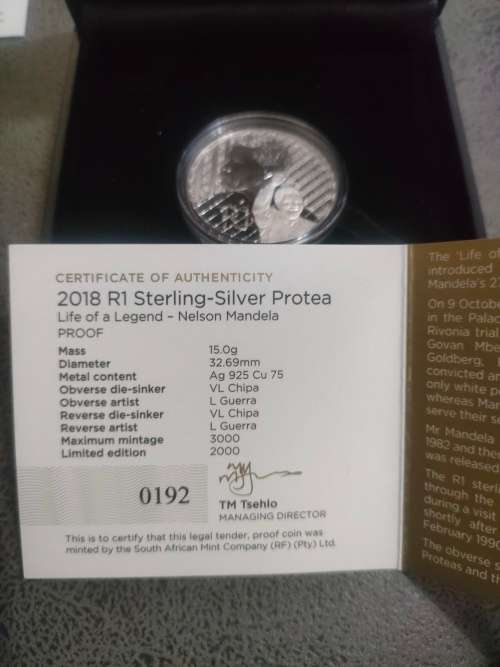 R1
CERTIFICATE OF AUTHENTICITY
2018 R1 Sterling-Silver Protea
Life of a Legend – Nelson Mandela
PROOF
Mass 15.0g
Diameter 32.69mm
Metal content Ag 925 Cu 75
Obverse die-sinker VL Chipa
Obverse artist L Guerra
Reverse die-sinker VL Chipa
Reverse artist L Guerra
Maximum mintage 3000
Limited edition 2000
0192
TM Tsehlo
MANAGING DIRECTOR
This is to certify that this legal tender, proof coin was
minted by the South African Mint Company (RF) (Pty) Ltd.
The 'Life of
introduced
Mandela's
On 9 Octobe
in the Palac
Rivonia trial
Govan Mbe
Goldberg,
convicted an
only white p
whereas Man
serve their se
Mr Mandela
1982 and the
was released
The R1 sterli
through the
during a visit
shortly after
February 1990
The obverse s
Proteas and th